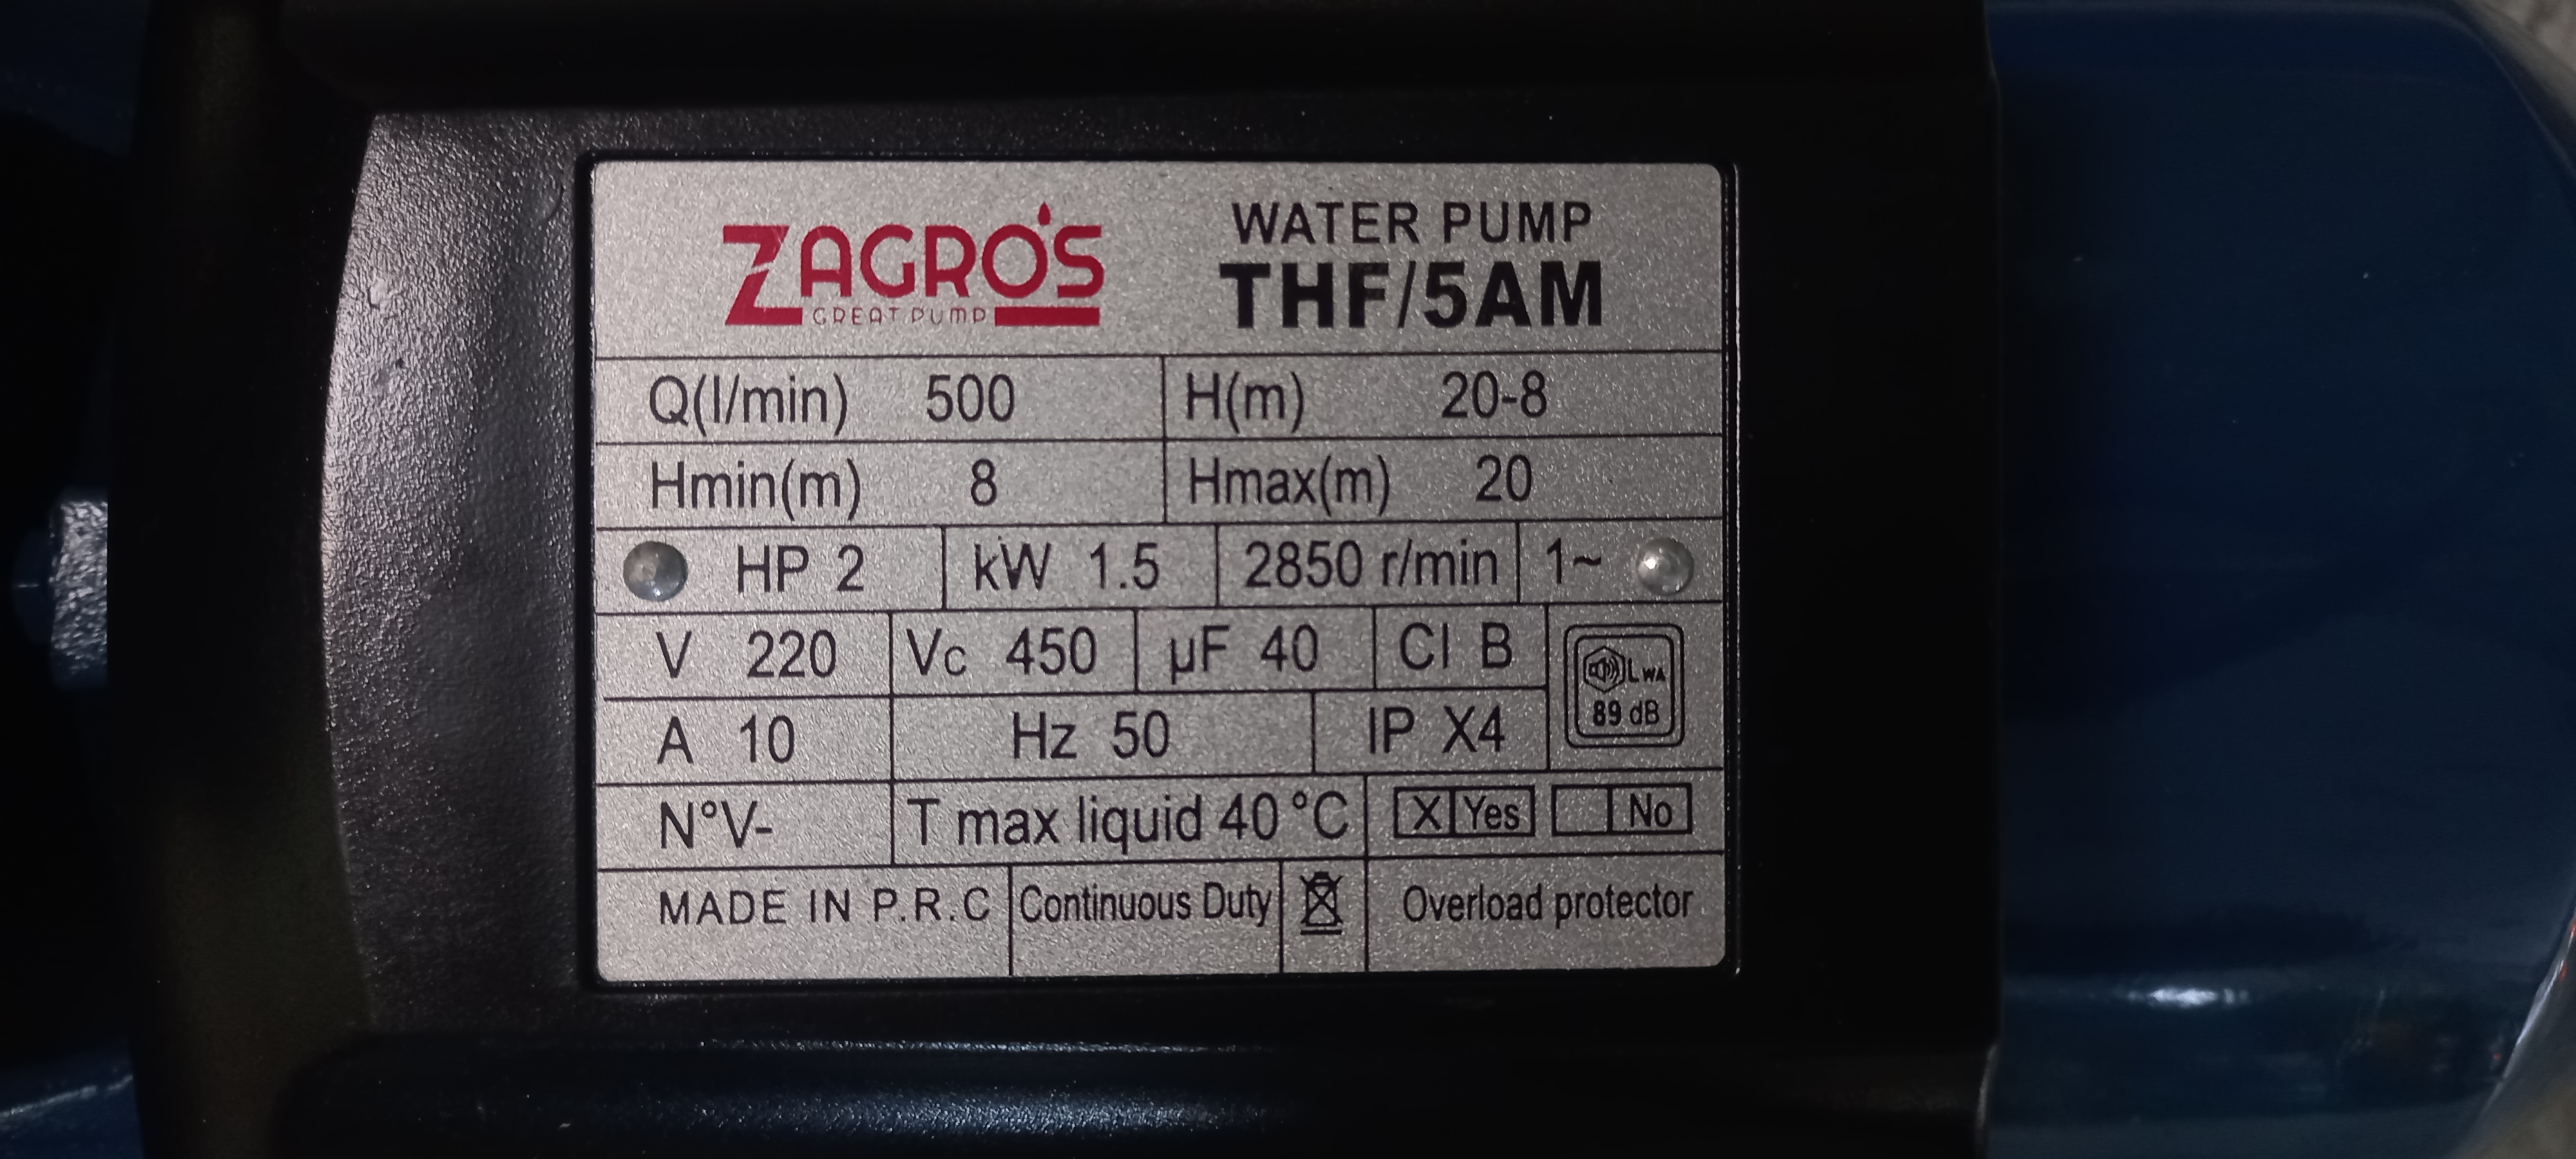 ZAGROS
GREAT PUMP
WATER PUMP
THF/5AM
Q(l/min) 500 H(m) 20-8
Hmin(m) 8 Hmax(m) 20
HP 2 kW 1.5 2850 r/min 1~
V 220 Vc 450 µF 40 Cl B
LWA
89 dB
A 10 Hz 50 IP X4
N°V- T max liquid 40 °C X Yes No
MADE IN P.R.C Continuous Duty Overload protector